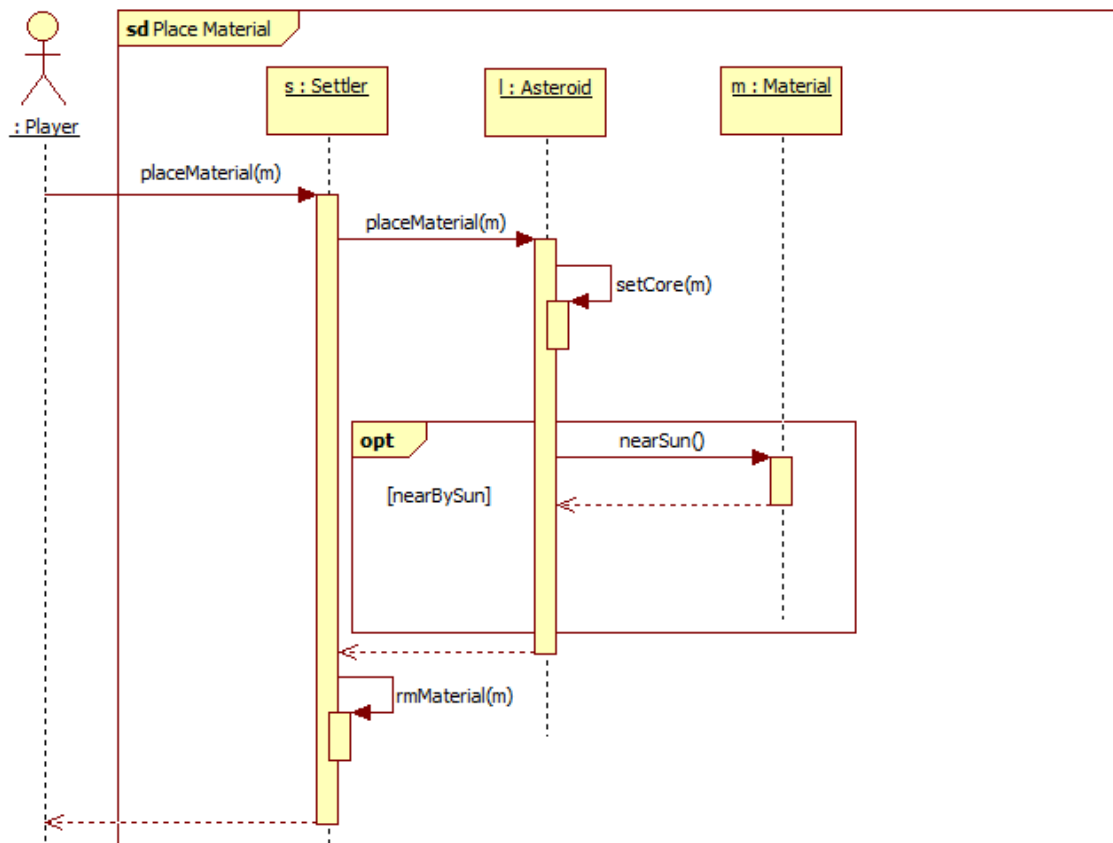 sd Place Material
: Player
s : Settler
l : Asteroid
m : Material
placeMaterial(m)
placeMaterial(m)
setCore(m)
opt
nearSun()
[nearBySun]
rmMaterial(m)